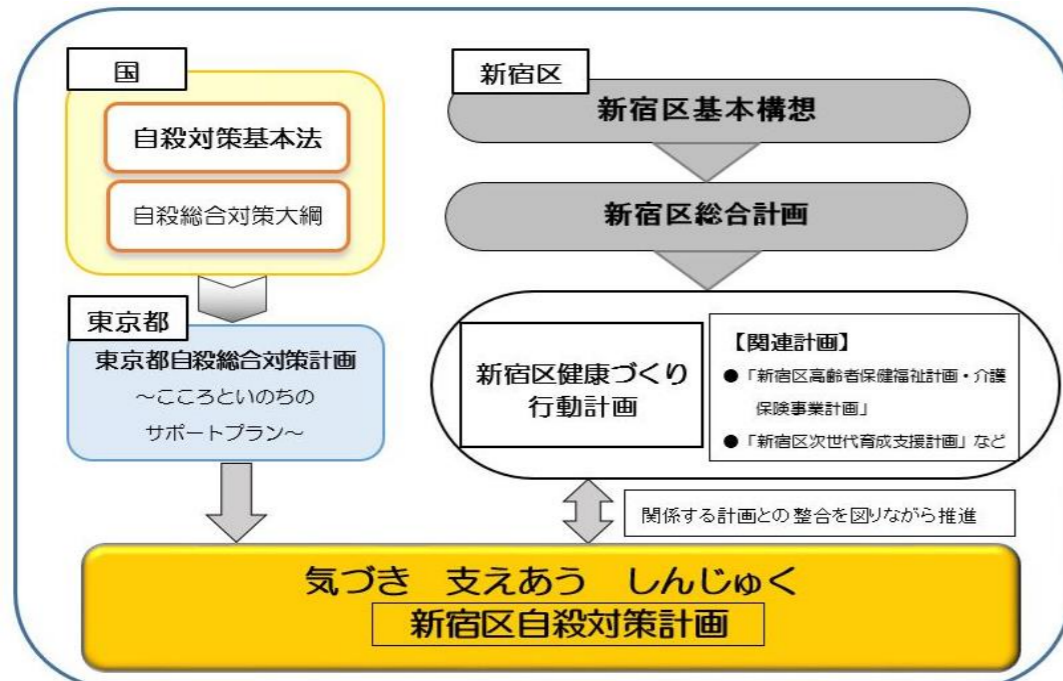 国
自殺対策基本法
自殺総合対策大綱
東京都
東京都自殺総合対策計画
～こころといのちの
サポートプラン～
新宿区
新宿区基本構想
新宿区総合計画
新宿区健康づくり
行動計画
【関連計画】
●「新宿区高齢者保健福祉計画・介護
保険事業計画」
●「新宿区次世代育成支援計画」など
関係する計画との整合を図りながら推進
気づき　支えあう　しんじゅく
新宿区自殺対策計画